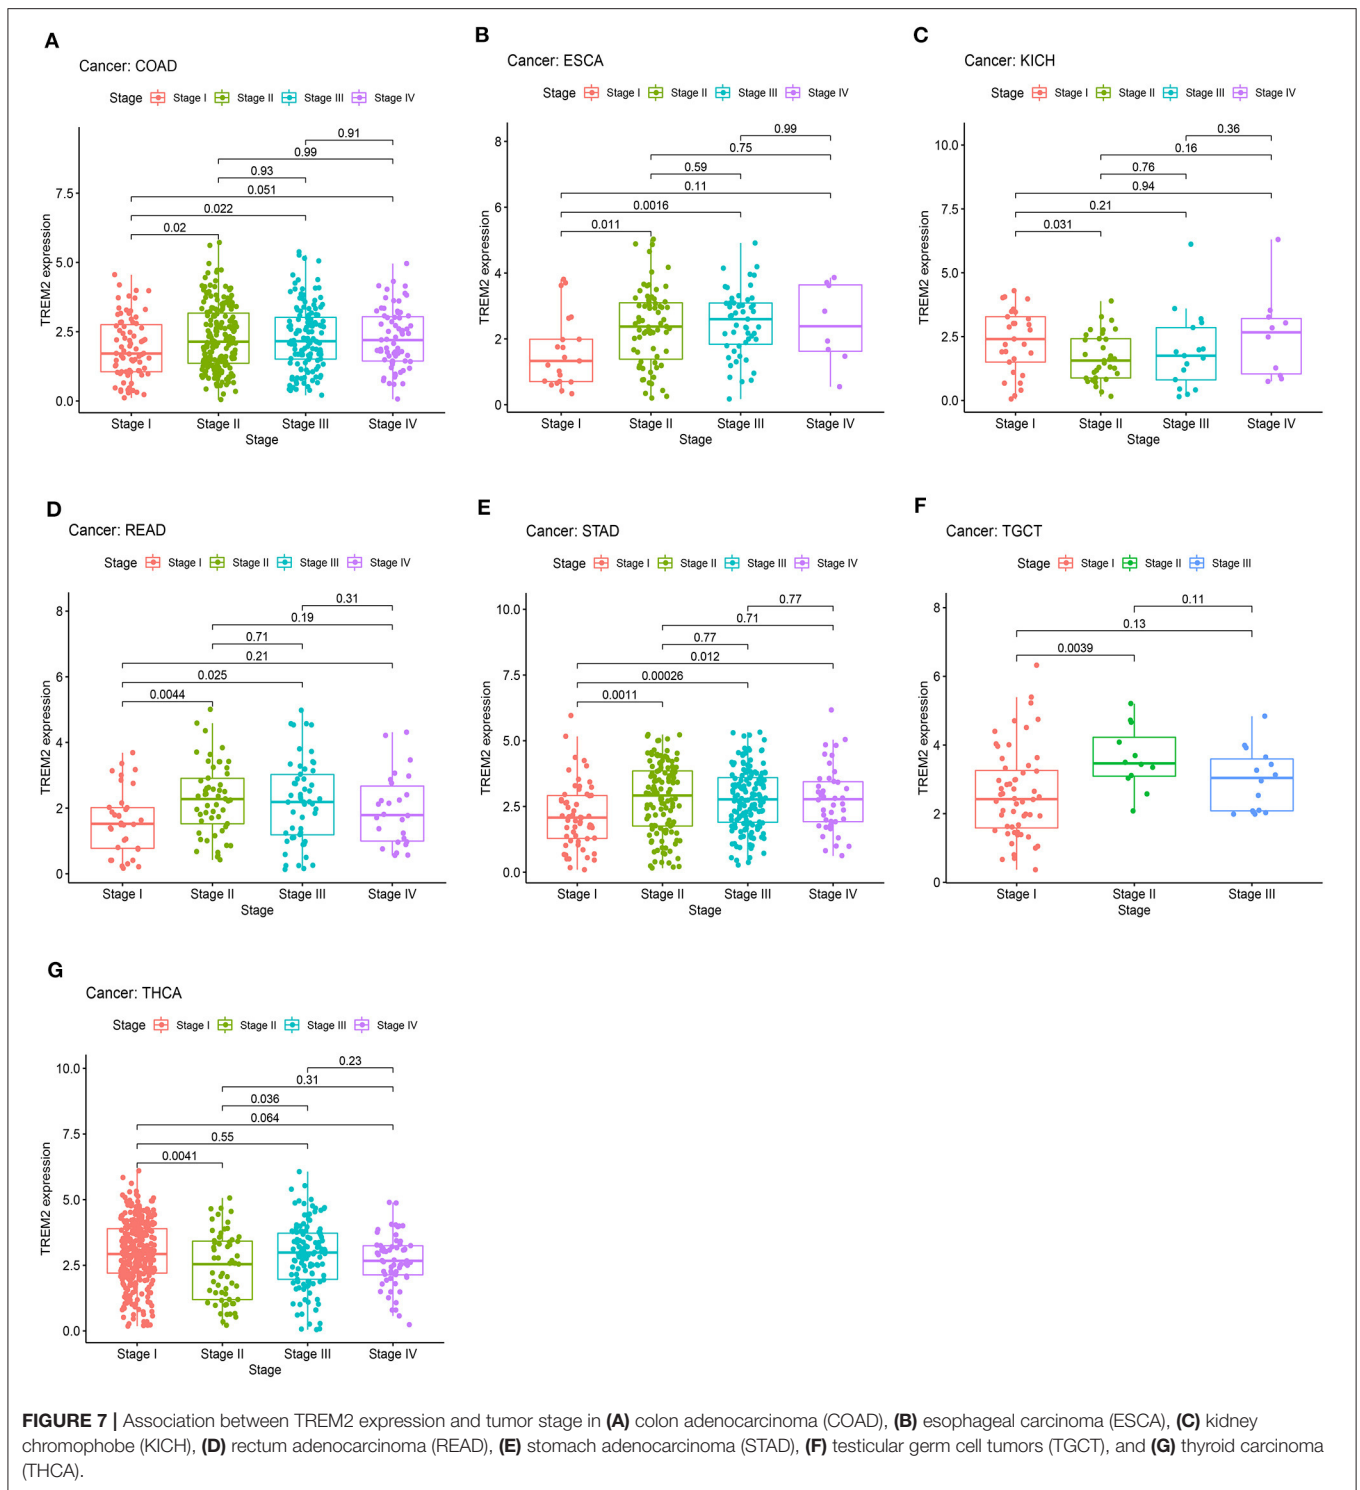 A
Cancer: COAD
Stage Stage I Stage II Stage III Stage IV
0.91
0.99
0.93
0.051
0.022
0.02
7.5
5.0
2.5
0.0
TREM2 expression
Stage I Stage II Stage III Stage IV
Stage
B
Cancer: ESCA
Stage Stage I Stage II Stage III Stage IV
0.99
0.75
0.59
0.11
0.0016
0.011
8
6
4
2
0
TREM2 expression
Stage I Stage II Stage III Stage IV
Stage
C
Cancer: KICH
Stage Stage I Stage II Stage III Stage IV
0.36
0.16
0.76
0.94
0.21
0.031
10.0
7.5
5.0
2.5
0.0
TREM2 expression
Stage I Stage II Stage III Stage IV
Stage
D
Cancer: READ
Stage Stage I Stage II Stage III Stage IV
0.31
0.19
0.71
0.21
0.025
0.0044
8
6
4
2
0
TREM2 expression
Stage I Stage II Stage III Stage IV
Stage
E
Cancer: STAD
Stage Stage I Stage II Stage III Stage IV
0.77
0.71
0.77
0.012
0.00026
0.0011
10.0
7.5
5.0
2.5
0.0
TREM2 expression
Stage I Stage II Stage III Stage IV
Stage
F
Cancer: TGCT
Stage Stage I Stage II Stage III
0.11
0.13
0.0039
8
6
4
2
0
TREM2 expression
Stage I Stage II Stage III
Stage
G
Cancer: THCA
Stage Stage I Stage II Stage III Stage IV
0.23
0.31
0.036
0.064
0.55
0.0041
10.0
7.5
5.0
2.5
0.0
TREM2 expression
Stage I Stage II Stage III Stage IV
Stage
FIGURE 7 | Association between TREM2 expression and tumor stage in (A) colon adenocarcinoma (COAD), (B) esophageal carcinoma (ESCA), (C) kidney
chromophobe (KICH), (D) rectum adenocarcinoma (READ), (E) stomach adenocarcinoma (STAD), (F) testicular germ cell tumors (TGCT), and (G) thyroid carcinoma
(THCA).